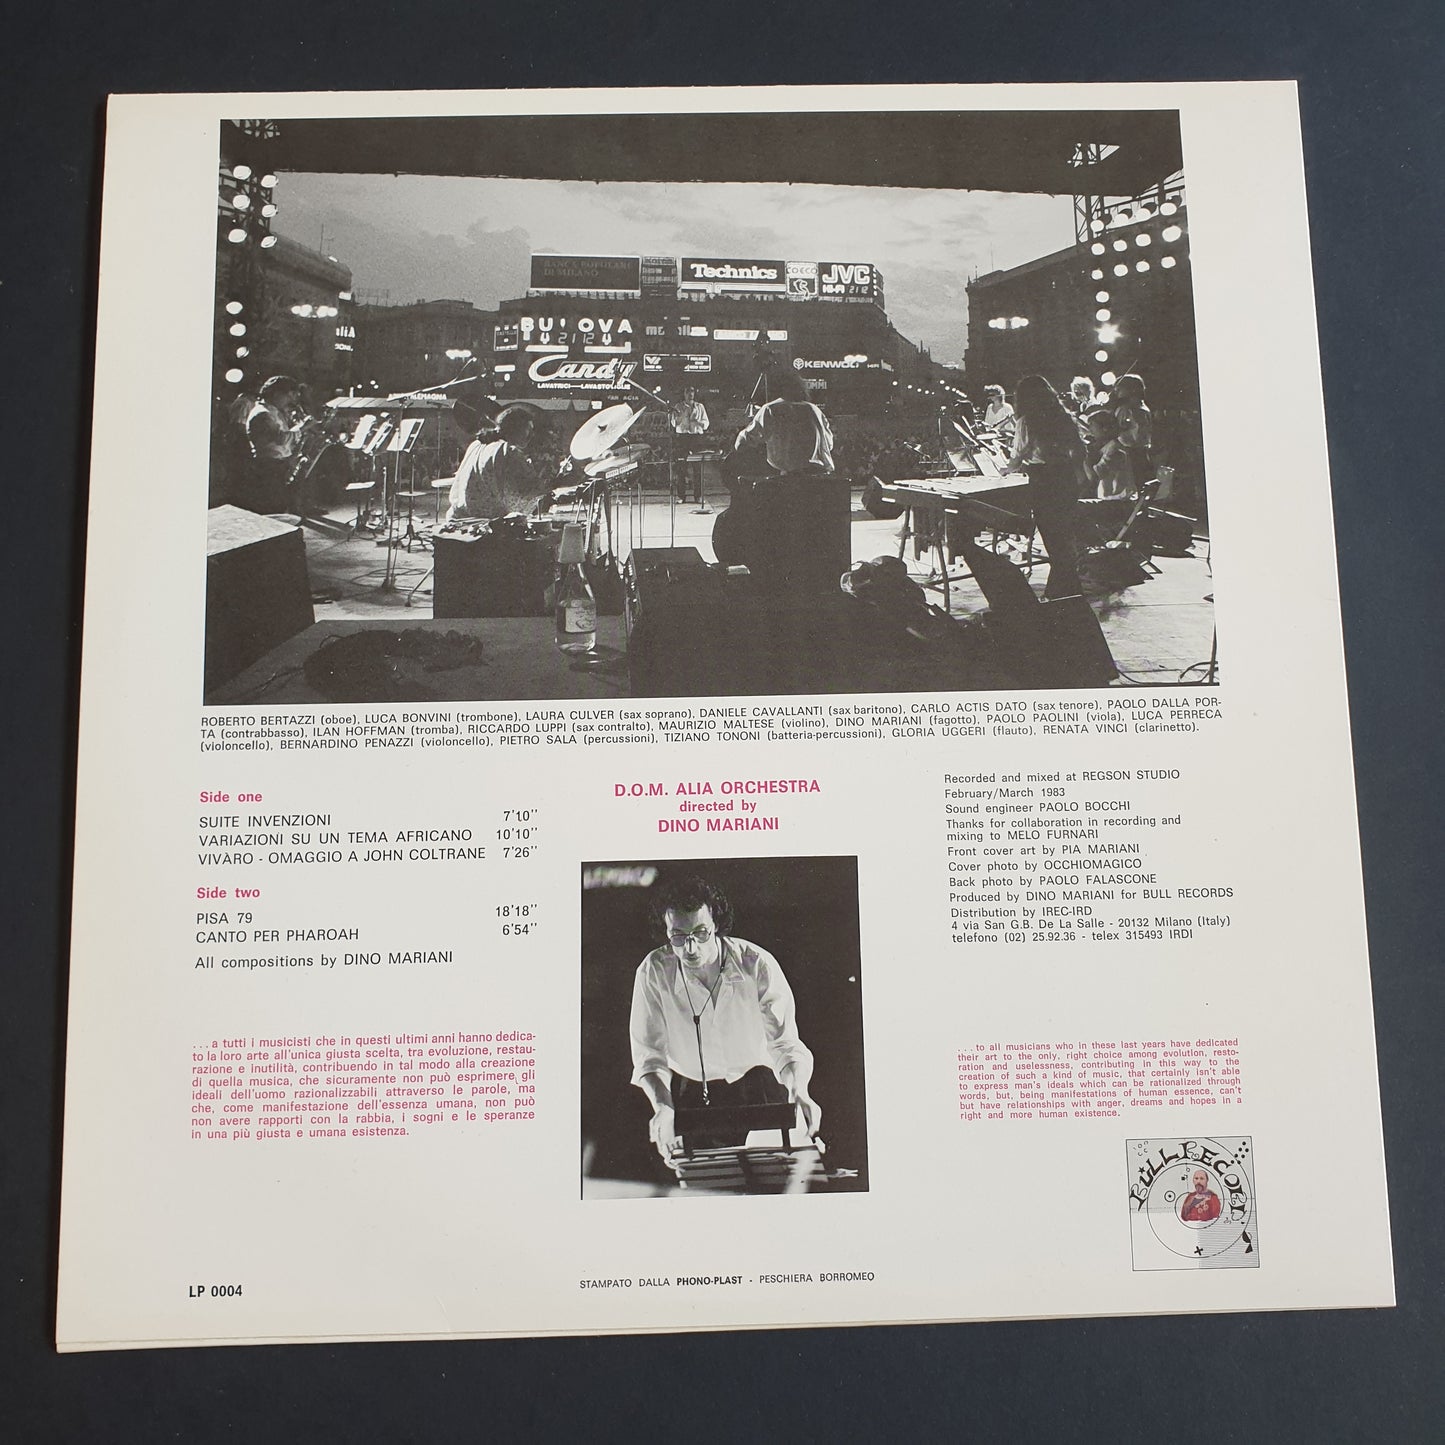 BANCA POPOLARE
DI MILANO
Technics
JVC
BU OVA
2112
Candy
LAVATRICI LAVASTOVIGLIE
KENWOOD
ROBERTO BERTAZZI (oboe), LUCA BONVINI (trombone), LAURA CULVER (sax soprano), DANIELE CAVALLANTI (sax baritono), CARLO ACTIS DATO (sax tenore), PAOLO DALLA POR-
TA (contrabbasso), ILAN HOFFMAN (tromba), RICCARDO LUPPI (sax contralto), MAURIZIO MALTESE (violino), DINO MARIANI (fagotto), PAOLO PAOLINI (viola), LUCA PERRECA
(violoncello), BERNARDINO PENAZZI (violoncello), PIETRO SALA (percussioni), TIZIANO TONONI (batteria-percussioni), GLORIA UGGERI (flauto), RENATA VINCI (clarinetto).
Side one
SUITE INVENZIONI 7'10''
VARIAZIONI SU UN TEMA AFRICANO 10'10''
VIVÀRO - OMAGGIO A JOHN COLTRANE 7'26''
Side two
PISA 79 18'18''
CANTO PER PHAROAH 6'54''
All compositions by DINO MARIANI
...a tutti i musicisti che in questi ultimi anni hanno dedica-
to la loro arte all'unica giusta scelta, tra evoluzione, restau-
razione e inutilità, contribuendo in tal modo alla creazione
di quella musica, che sicuramente non può esprimere gli
ideali dell'uomo razionalizzabili attraverso le parole, ma
che, come manifestazione dell'essenza umana, non può
non avere rapporti con la rabbia, i sogni e le speranze
in una più giusta e umana esistenza.
D.O.M. ALIA ORCHESTRA
directed by
DINO MARIANI
Recorded and mixed at REGSON STUDIO
February/March 1983
Sound engineer PAOLO BOCCHI
Thanks for collaboration in recording and
mixing to MELO FURNARI
Front cover art by PIA MARIANI
Cover photo by OCCHIOMAGICO
Back photo by PAOLO FALASCONE
Produced by DINO MARIANI for BULL RECORDS
Distribution by IREC-IRD
4 via San G.B. De La Salle - 20132 Milano (Italy)
telefono (02) 25.92.36 - telex 315493 IRDI
...to all musicians who in these last years have dedicated
their art to the only, right choice among evolution, resto-
ration and uselessness, contributing in this way to the
creation of such a kind of music, that certainly isn't able
to express man's ideals which can be rationalized through
words, but, being manifestations of human essence, can't
but have relationships with anger, dreams and hopes in a
right and more human existence.
BULL RECORDS
LP 0004
STAMPATO DALLA PHONO-PLAST - PESCHIERA BORROMEO